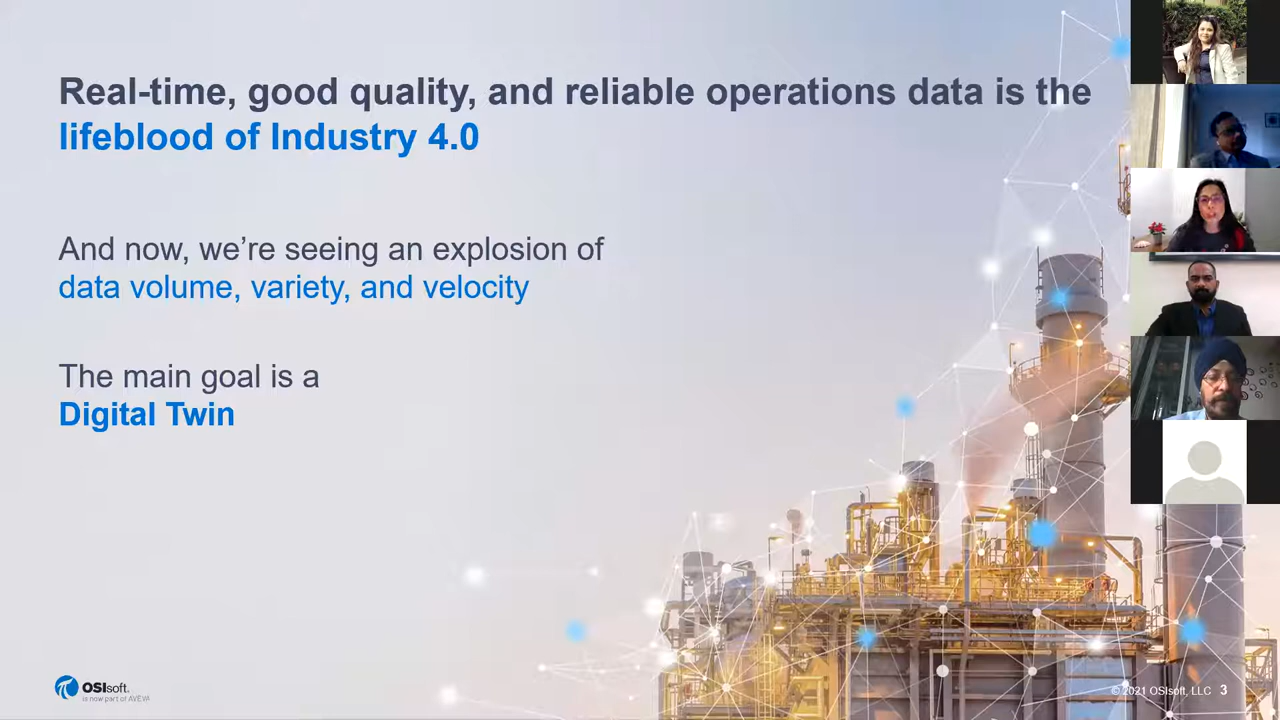 Real-time, good quality, and reliable operations data is the
lifeblood of Industry 4.0
And now, we’re seeing an explosion of
data volume, variety, and velocity
The main goal is a
Digital Twin
OSIsoft.
is now part of AVEVA
© 2021 OSIsoft, LLC 3